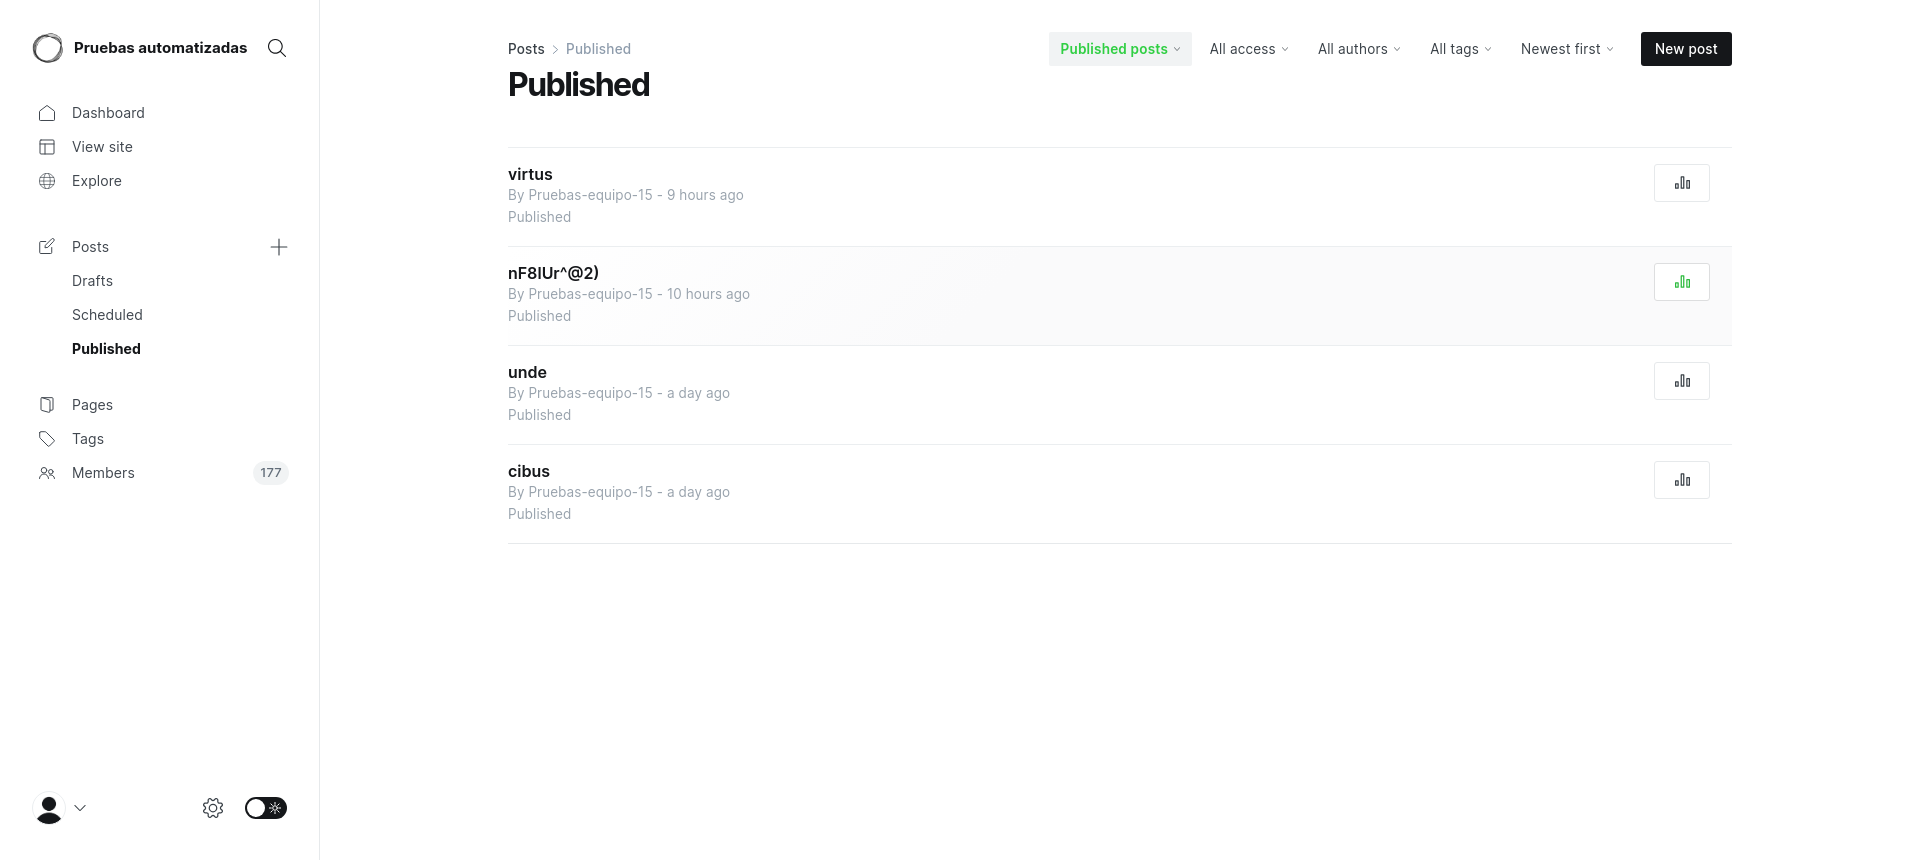 Pruebas automatizadas
Dashboard
View site
Explore
Posts
Drafts
Scheduled
Published
Pages
Tags
Members 177
Posts > Published
Published
Published posts All access All authors All tags Newest first New post
virtus
By Pruebas-equipo-15 - 9 hours ago
Published
nF8lUr^@2)
By Pruebas-equipo-15 - 10 hours ago
Published
unde
By Pruebas-equipo-15 - a day ago
Published
cibus
By Pruebas-equipo-15 - a day ago
Published